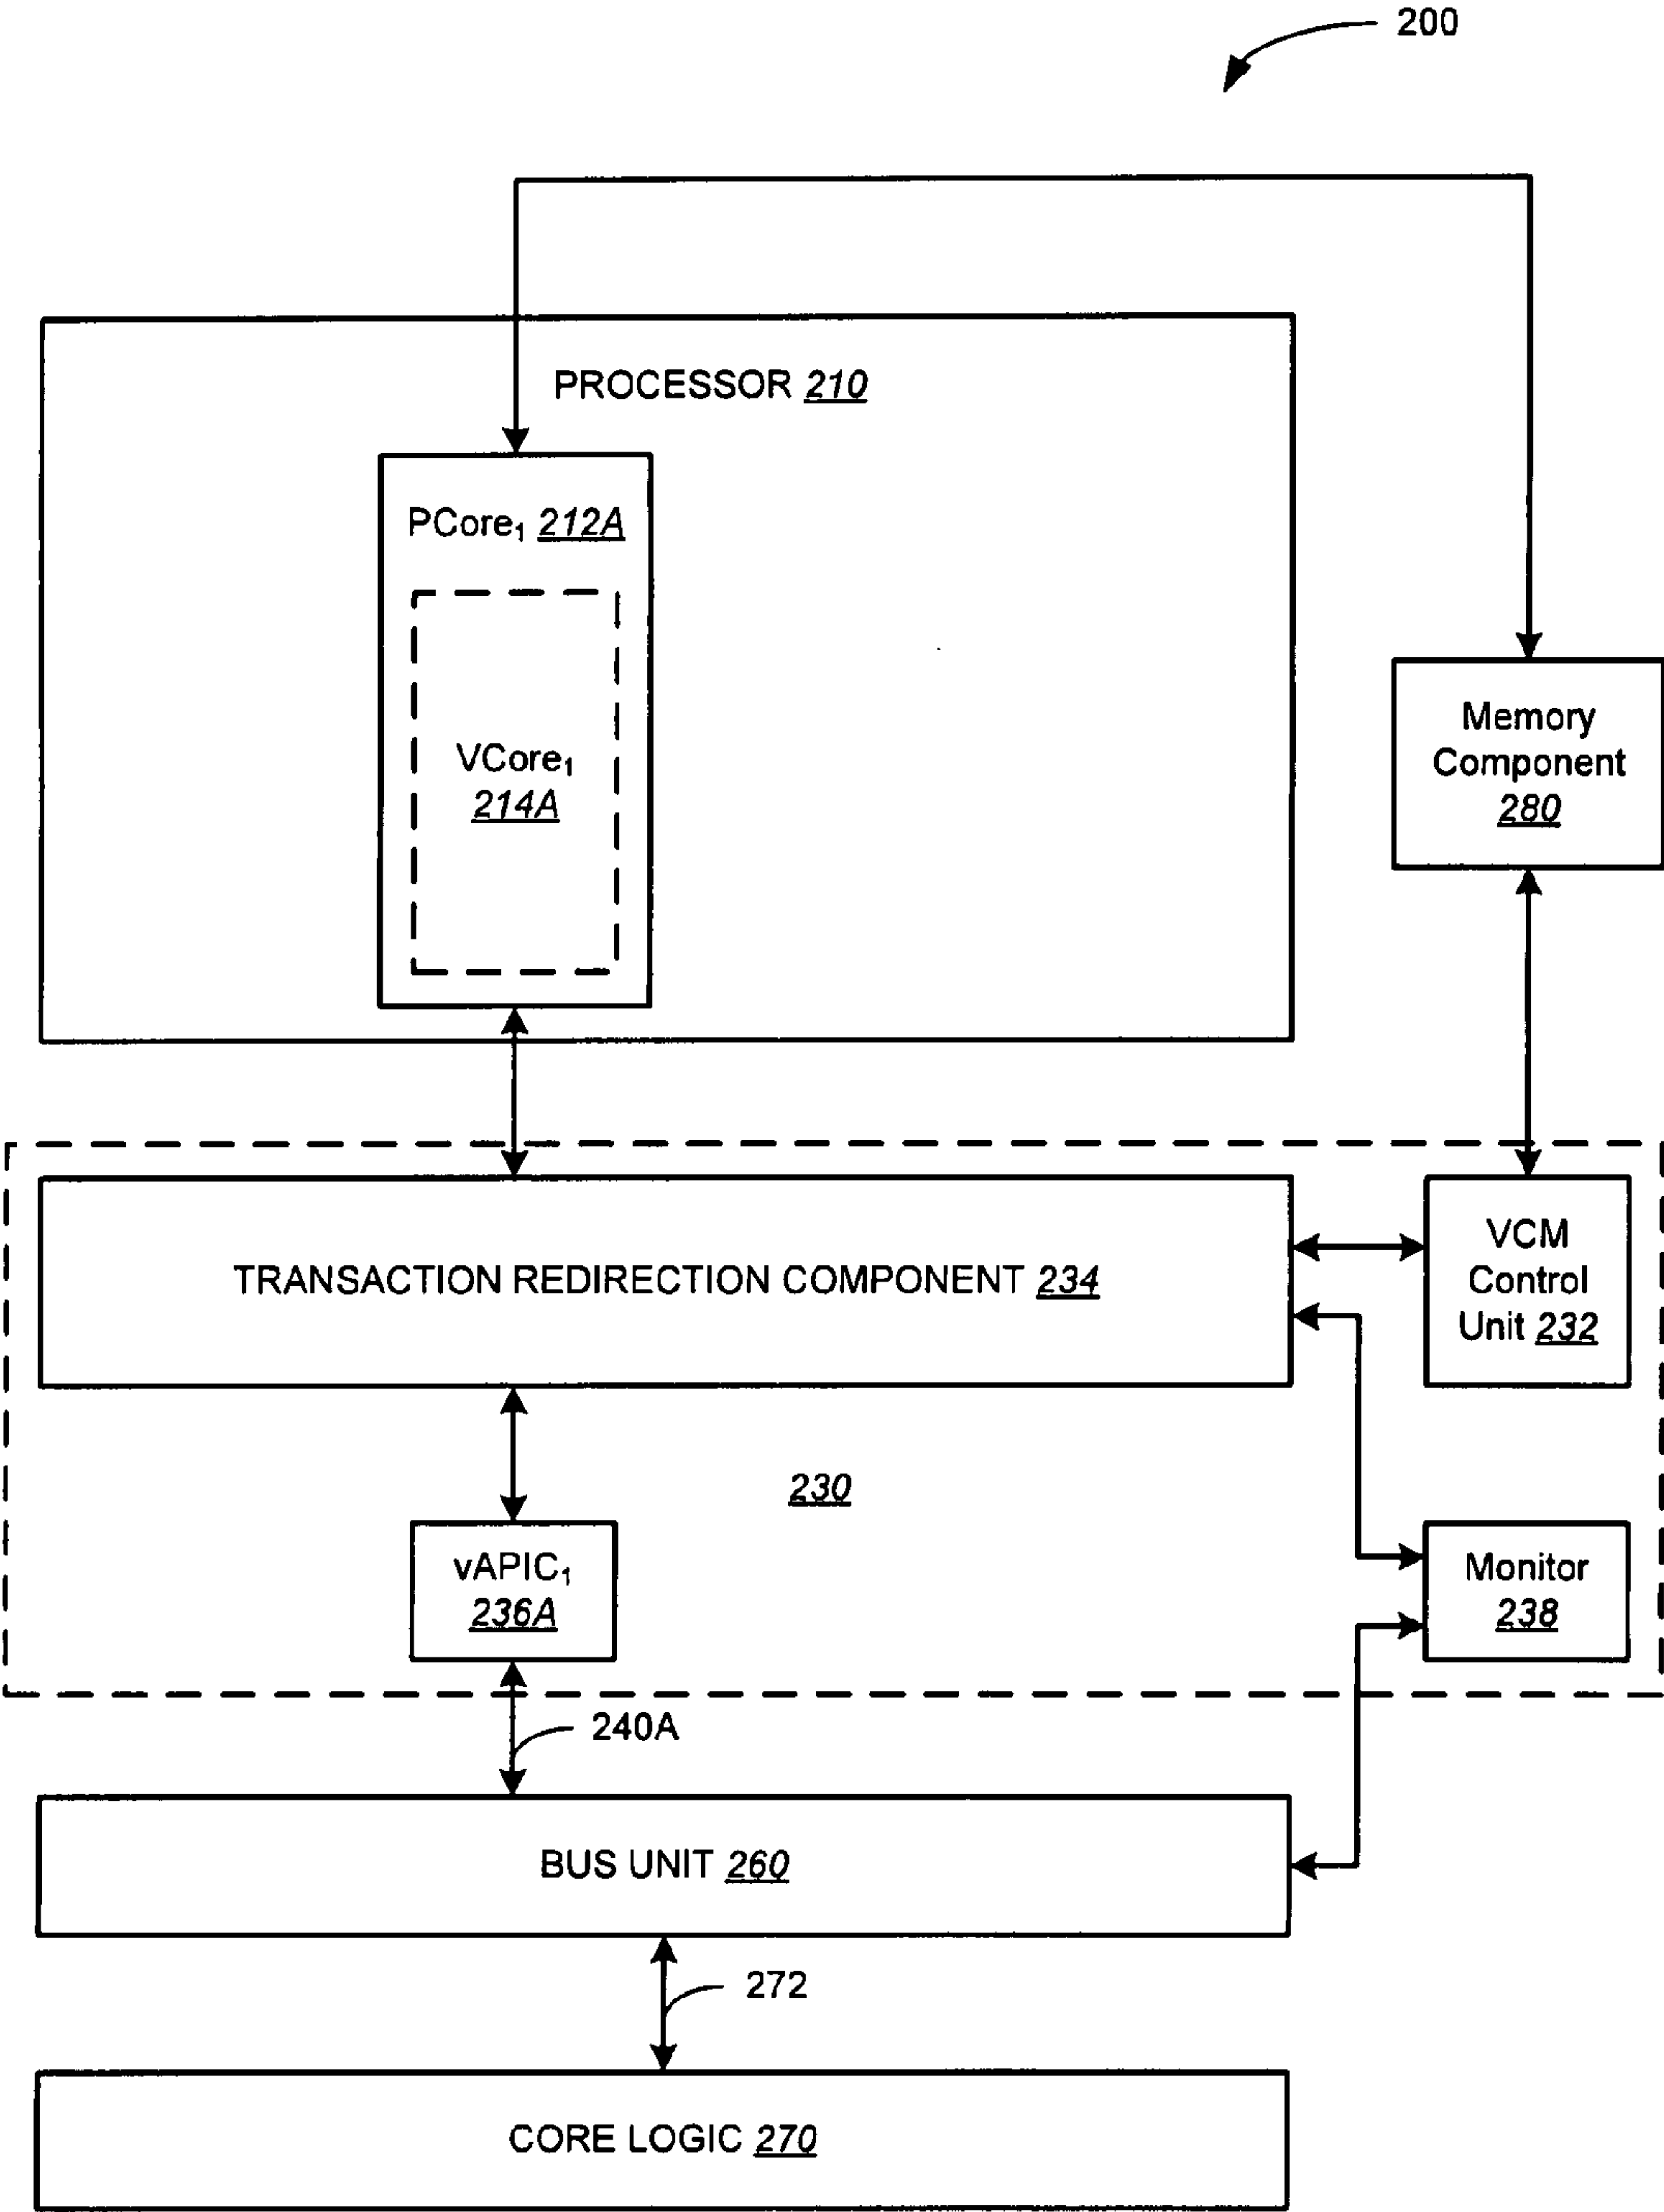 200
PROCESSOR 210
PCore₁ 212A
VCore₁
214A
Memory
Component
280
TRANSACTION REDIRECTION COMPONENT 234
VCM
Control
Unit 232
230
vAPIC₁
236A
Monitor
238
240A
BUS UNIT 260
272
CORE LOGIC 270